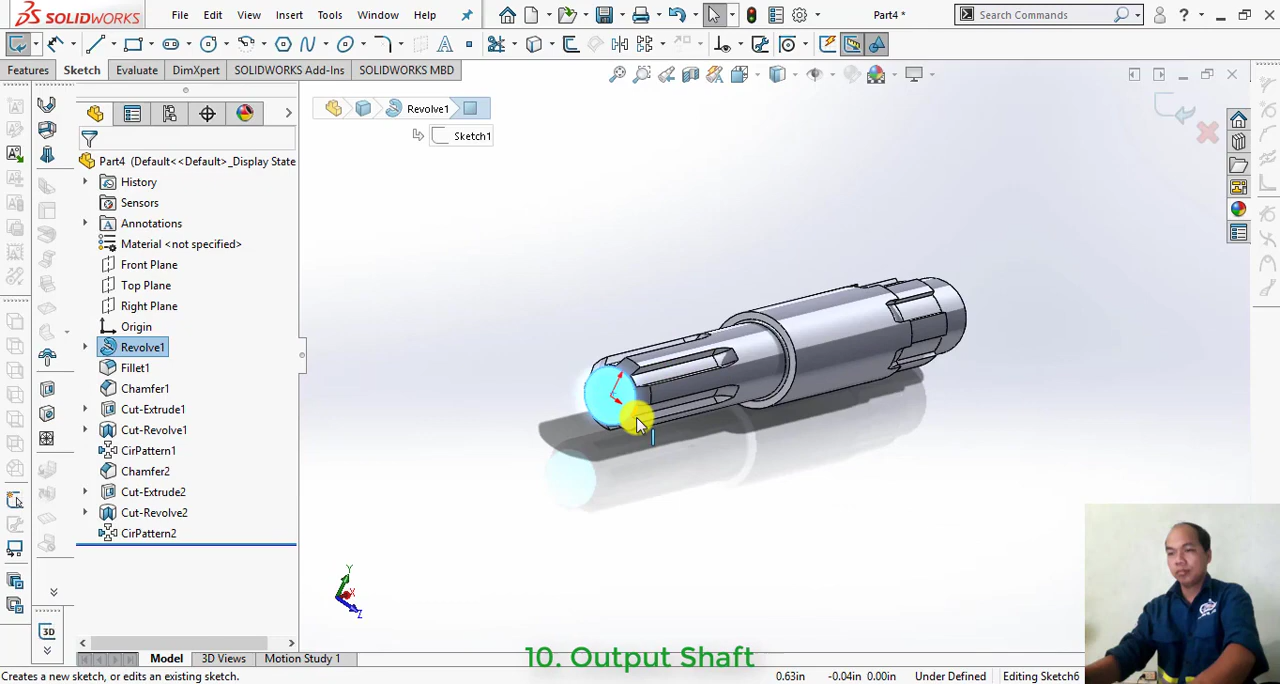 SOLIDWORKS
File
Edit
View
Insert
Tools
Window
Help
Part4 *
Search Commands
Features
Sketch
Evaluate
DimXpert
SOLIDWORKS Add-Ins
SOLIDWORKS MBD
Revolve1
Sketch1
Part4 (Default<<Default>_Display State
History
Sensors
Annotations
Material <not specified>
Front Plane
Top Plane
Right Plane
Origin
Revolve1
Fillet1
Chamfer1
Cut-Extrude1
Cut-Revolve1
CirPattern1
Chamfer2
Cut-Extrude2
Cut-Revolve2
CirPattern2
Y
X
Z
3D
Model
3D Views
Motion Study 1
10. Output Shaft
Creates a new sketch, or edits an existing sketch.
0.63in
-0.04in
0.00in
Under Defined
Editing Sketch6